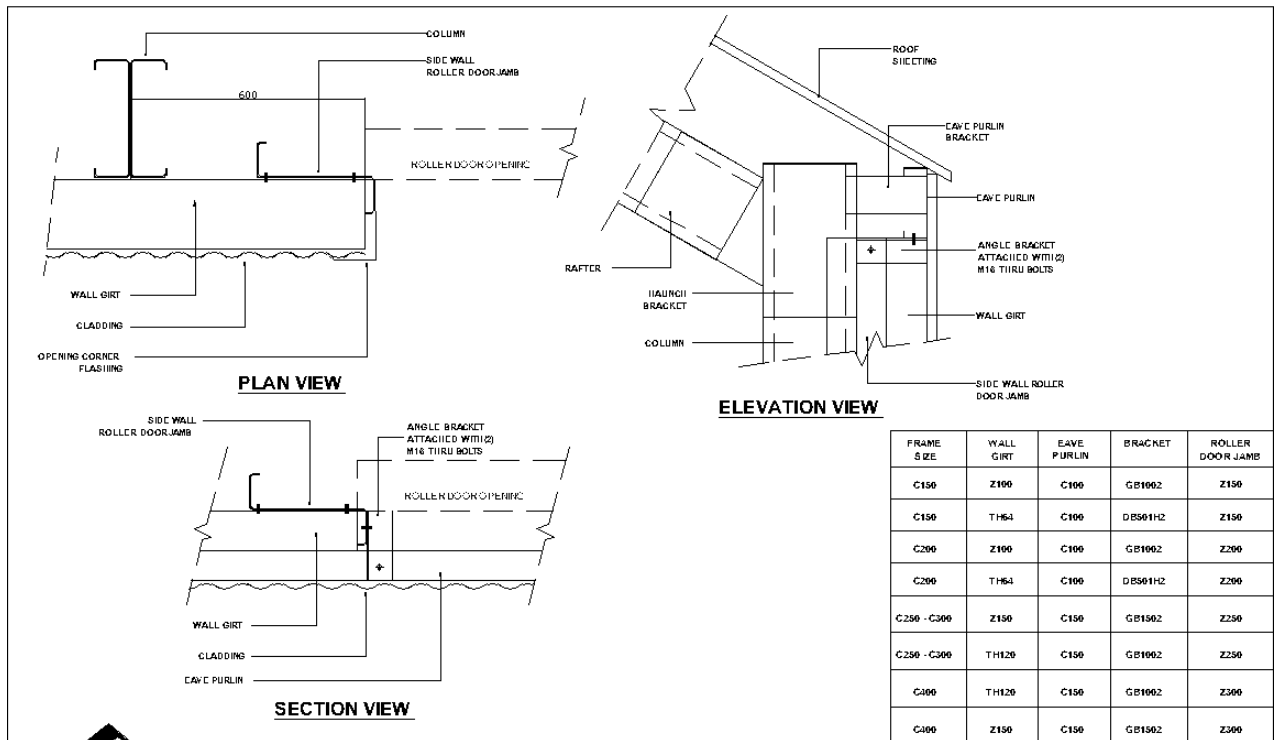 COLUMN
SIDE WALL
ROLLER DOOR JAMB
600
ROLLER DOOR OPENING
WALL GIRT
CLADDING
OPENING CORNER
FLASHING
PLAN VIEW
ROOF
SHEETING
EAVE PURLIN
BRACKET
EAVE PURLIN
RAFTER
ANGLE BRACKET
ATTACHED WITH (2)
M16 THRU BOLTS
HAUNCH
BRACKET
WALL GIRT
COLUMN
SIDE WALL ROLLER
DOOR JAMB
ELEVATION VIEW
SIDE WALL
ROLLER DOOR JAMB
ANGLE BRACKET
ATTACHED WITH (2)
M16 THRU BOLTS
ROLLER DOOR OPENING
WALL GIRT
CLADDING
EAVE PURLIN
SECTION VIEW
FRAME SIZE WALL GIRT EAVE PURLIN BRACKET ROLLER DOOR JAMB
C150 Z100 C100 GB1002 Z150
C150 TH64 C100 DBS01H2 Z150
C200 Z100 C100 GB1002 Z200
C200 TH64 C100 DBS01H2 Z200
C250 - C300 Z150 C150 GB1502 Z250
C250 - C300 TH120 C150 GB1002 Z250
C400 TH120 C150 GB1002 Z300
C400 Z150 C150 GB1502 Z300